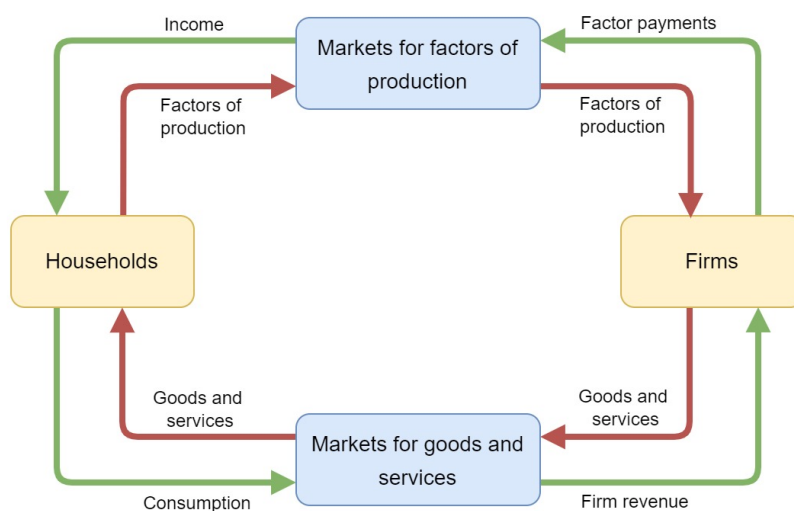 Income
Markets for factors of
production
Factor payments
Factors of
production
Factors of
production
Households
Firms
Goods and
services
Goods and
services
Markets for goods and
services
Consumption
Firm revenue